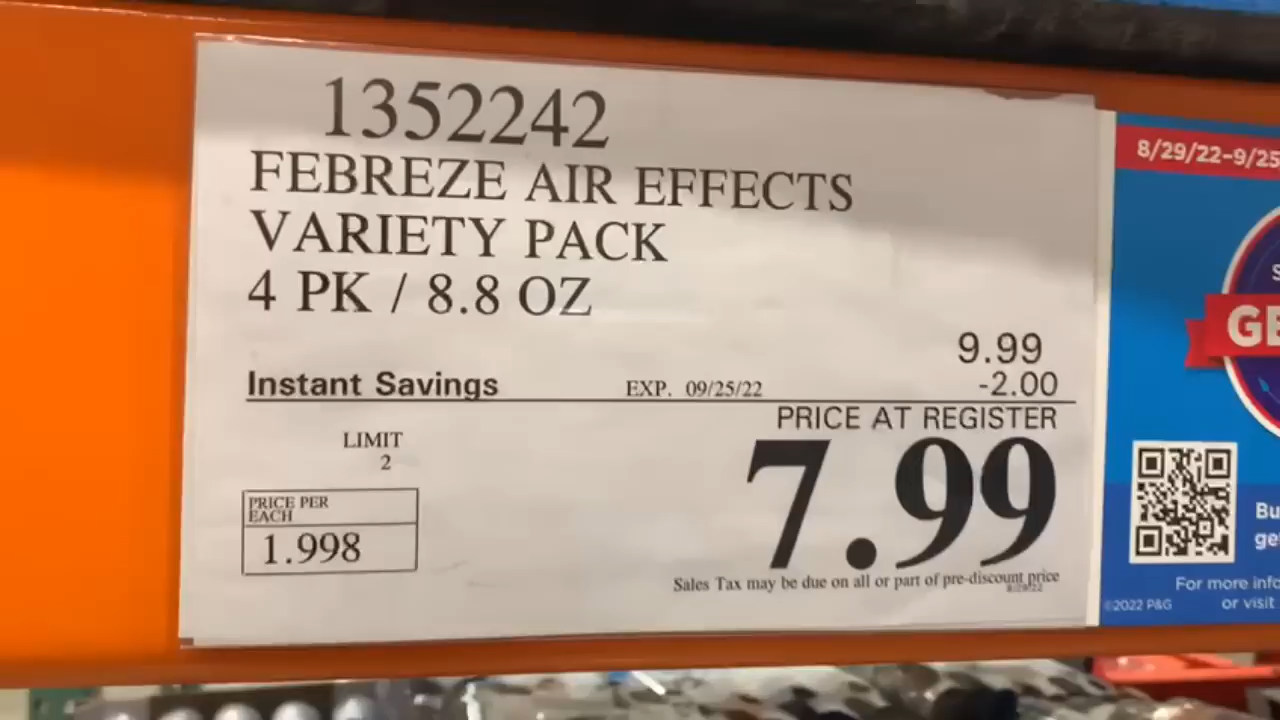 1352242
FEBREZE AIR EFFECTS
VARIETY PACK
4 PK / 8.8 OZ
9.99
Instant Savings EXP. 09/25/22 -2.00
PRICE AT REGISTER
7.99
LIMIT
2
PRICE PER
EACH
1.998
Sales Tax may be due on all or part of pre-discount price
8/29/22-9/25
GE
Bu
ge
For more info
or visit
©2022 P&G